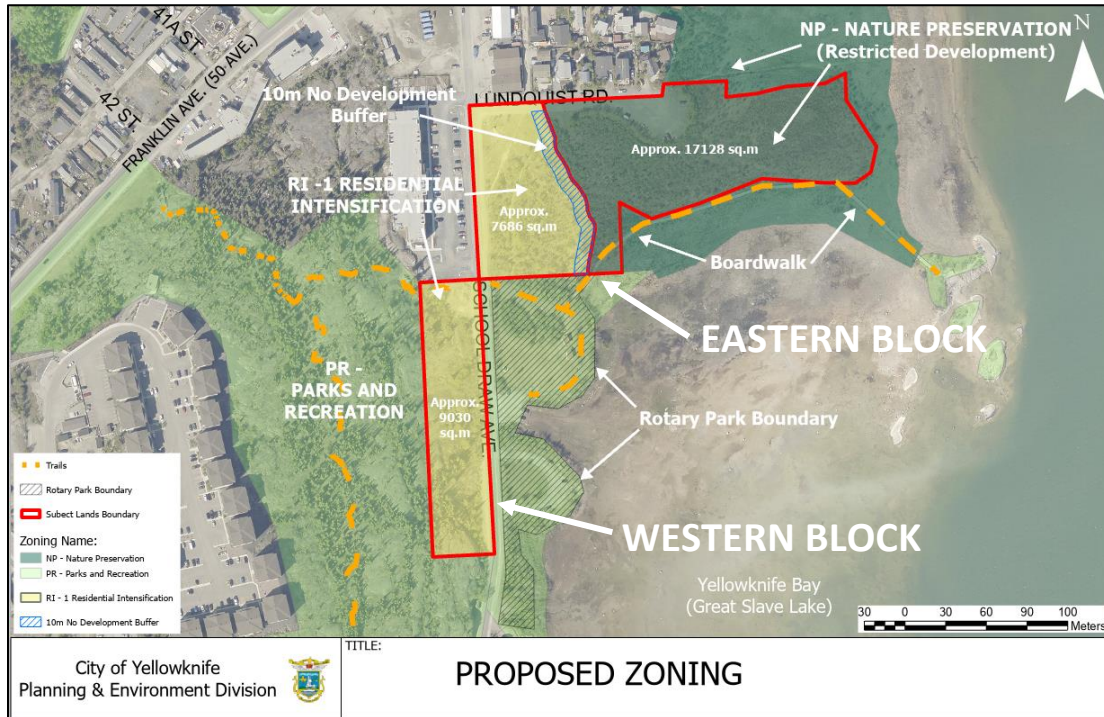 41A ST.
42 ST.
FRANKLIN AVE. (50 AVE.)
NP - NATURE PRESERVATION
(Restricted Development)
N
10m No Development
Buffer
LUNDQUIST RD.
Approx. 17128 sq.m
RI -1 RESIDENTIAL
INTENSIFICATION
Approx.
7686 sq.m
Boardwalk
SCHOOL DRAW AVE.
EASTERN BLOCK
PR -
PARKS AND
RECREATION
Approx.
9030
sq.m
Rotary Park Boundary
WESTERN BLOCK
Yellowknife Bay
(Great Slave Lake)
Trails
Rotary Park Boundary
Subect Lands Boundary
Zoning Name:
NP - Nature Preservation
PR - Parks and Recreation
RI - 1 Residential Intensification
10m No Development Buffer
30 0 30 60 90 100
Meters
City of Yellowknife
Planning & Environment Division
TITLE:
PROPOSED ZONING